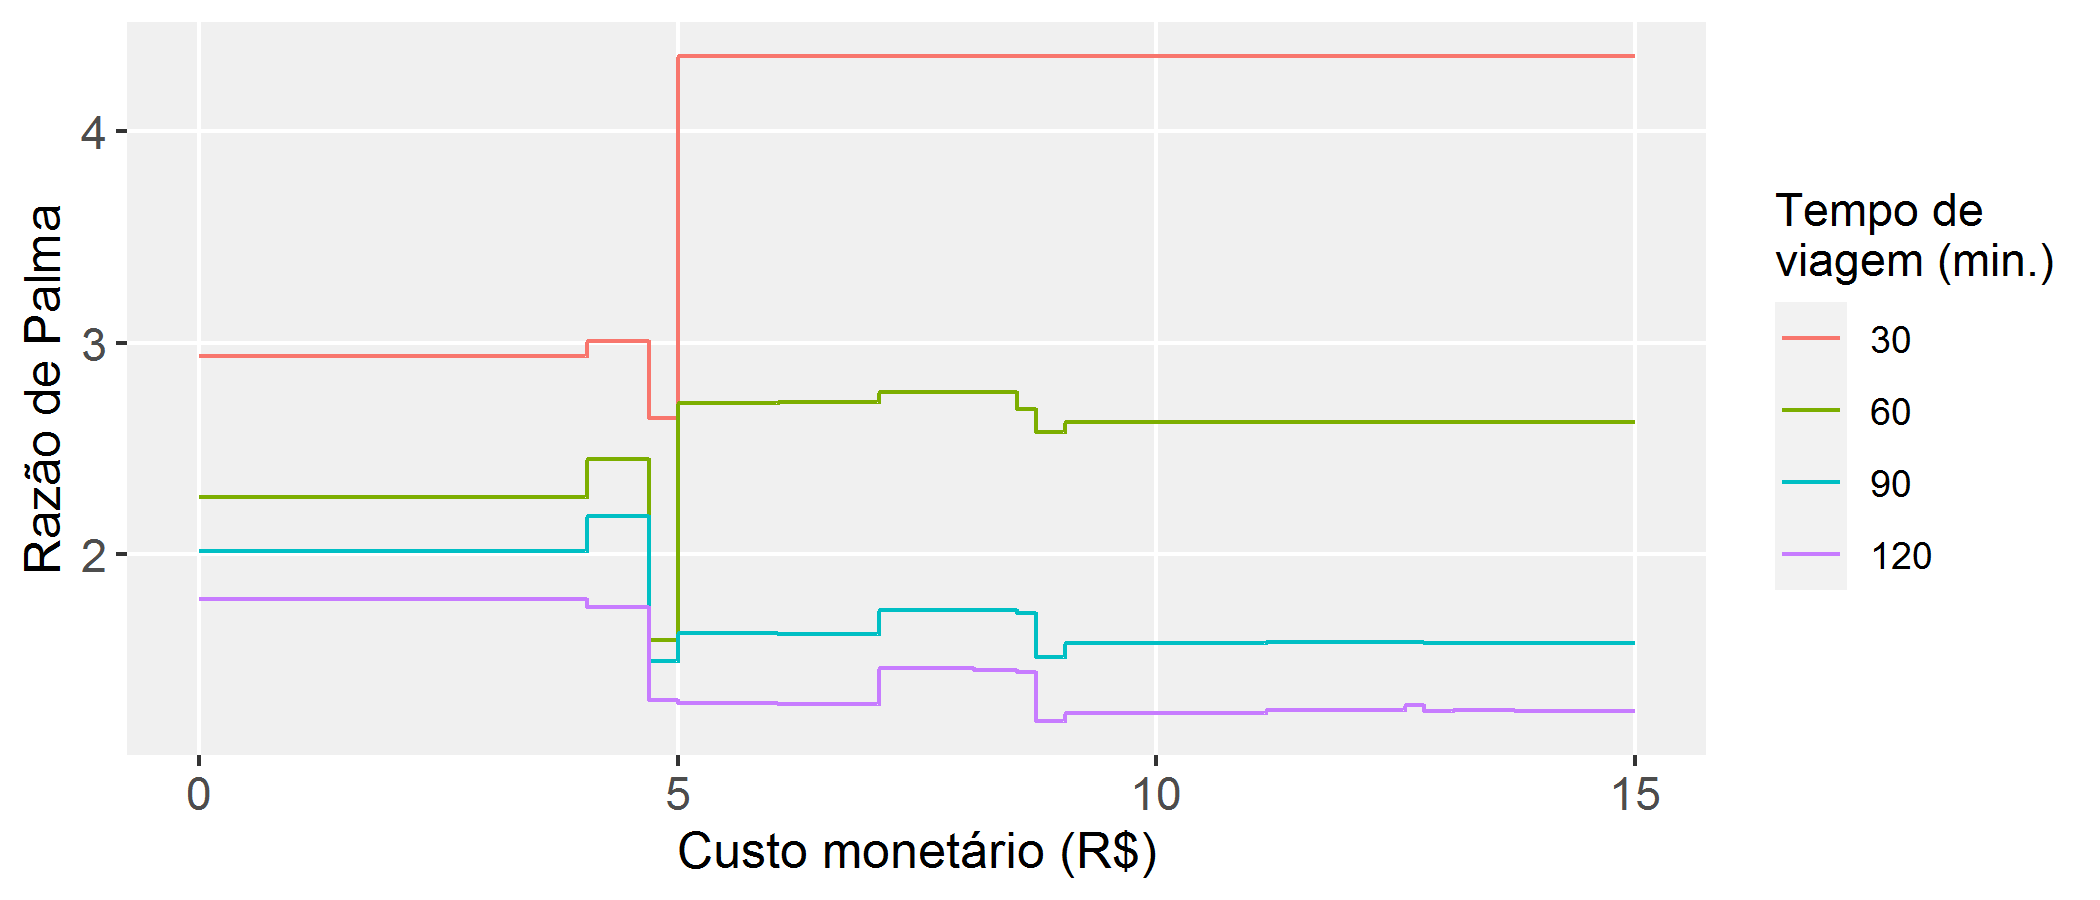 Razão de Palma
4
3
2
0
5
10
15
Custo monetário (R$)
Tempo de
viagem (min.)
30
60
90
120